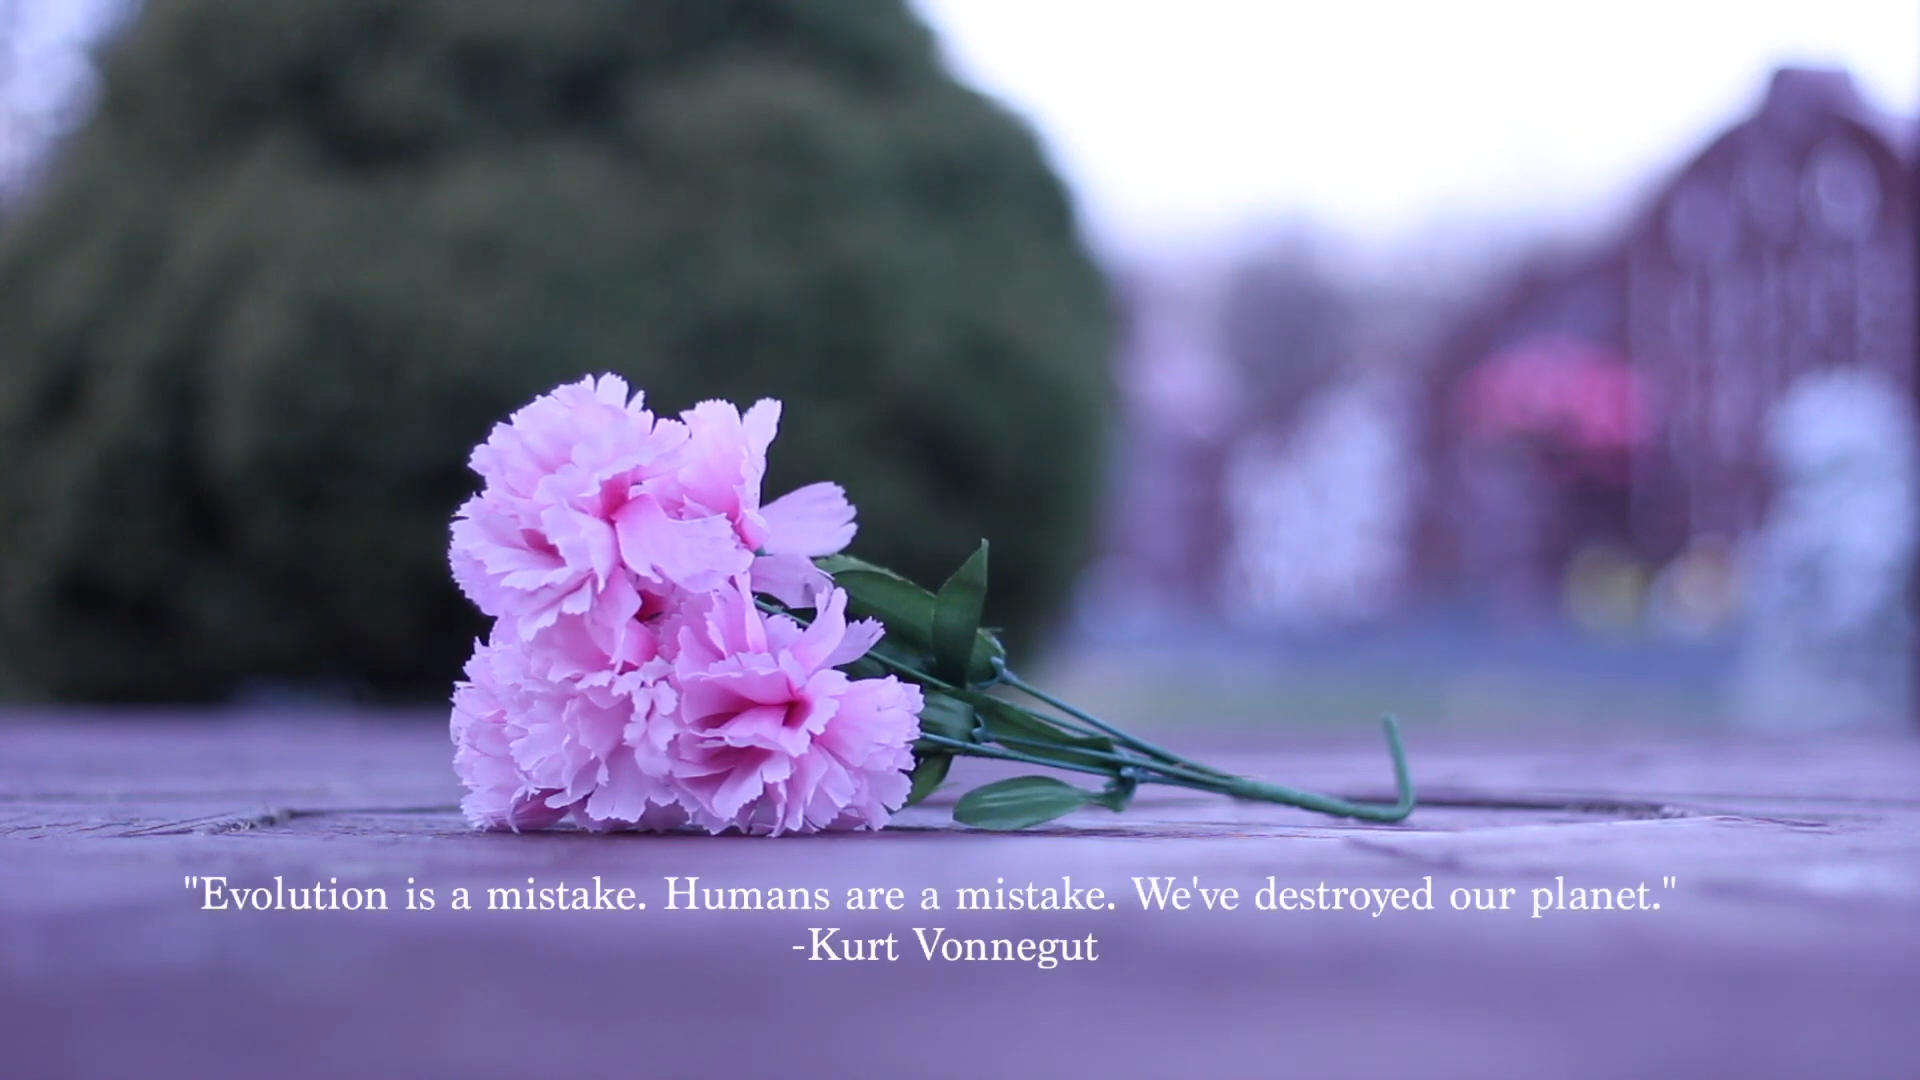 "Evolution is a mistake. Humans are a mistake. We've destroyed our planet."
-Kurt Vonnegut